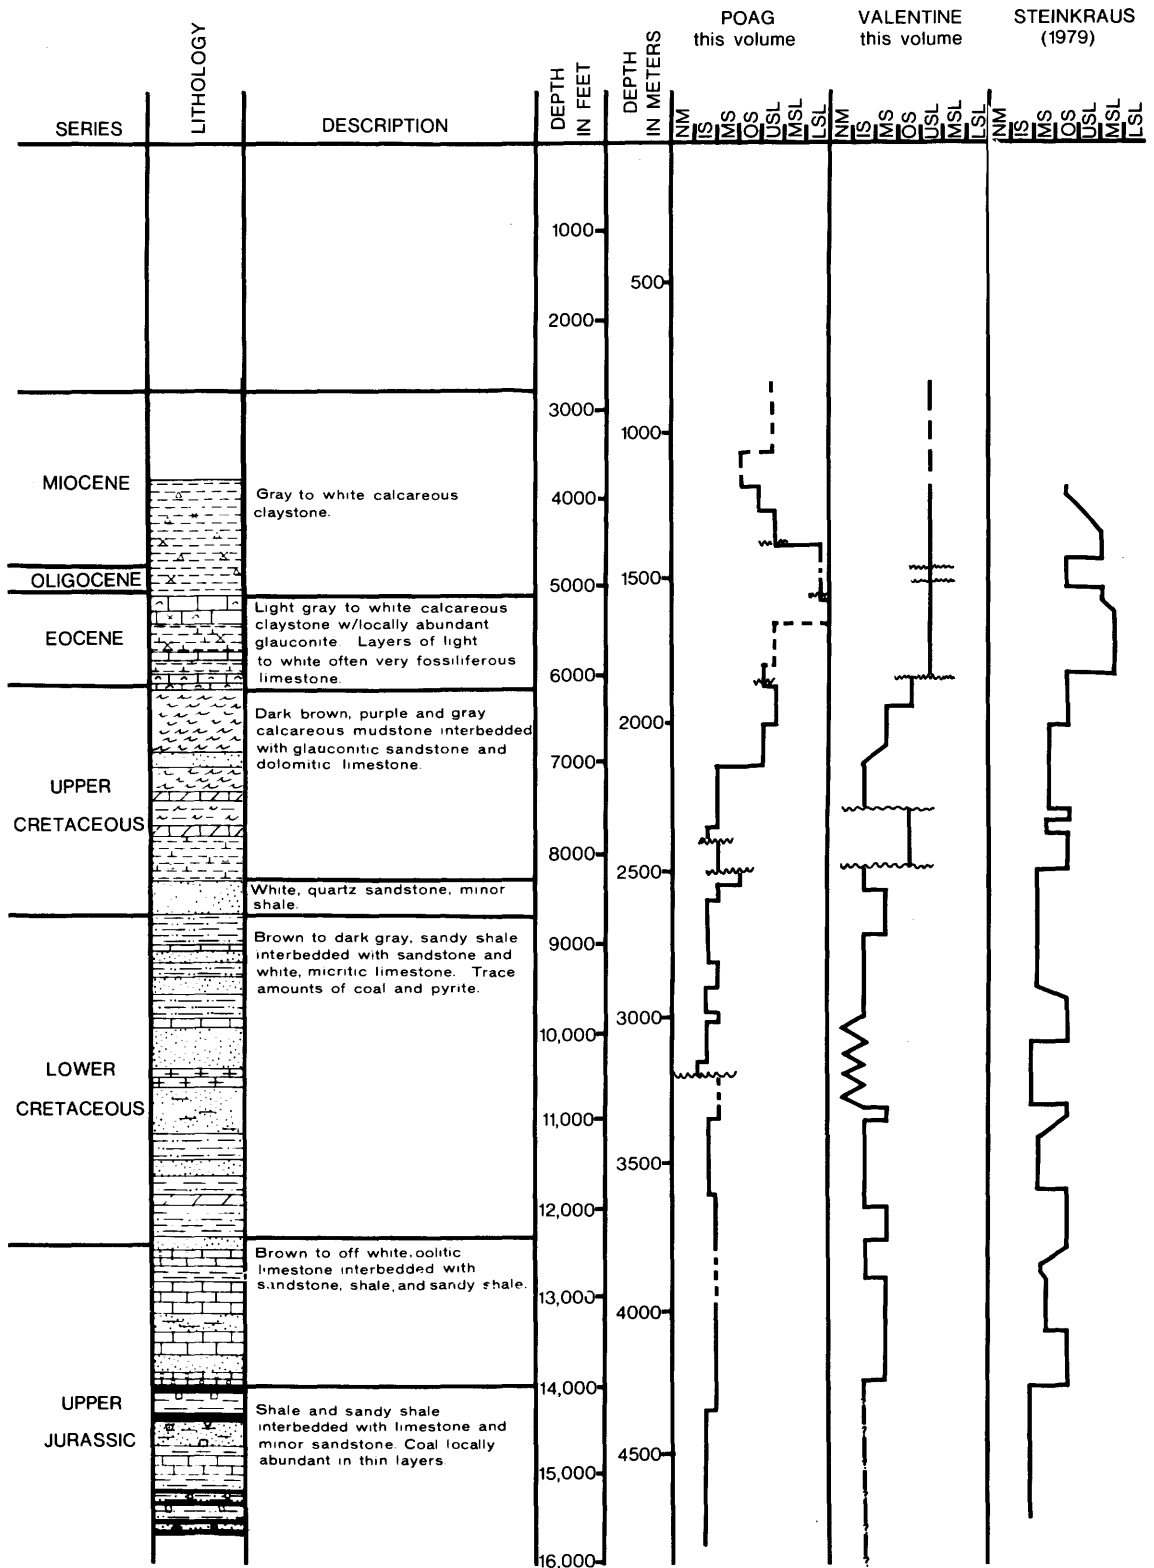 POAG
this volume
VALENTINE
this volume
STEINKRAUS
(1979)
SERIES
LITHOLOGY
DESCRIPTION
DEPTH
IN FEET
DEPTH
IN METERS
NM
IS
MS
OS
USL
MSL
LSL
NM
IS
MS
OS
USL
MSL
LSL
NM
IS
MS
OS
USL
MSL
LSL
1000
500
2000
3000
1000
MIOCENE
Gray to white calcareous
claystone.
4000
OLIGOCENE
5000
1500
EOCENE
Light gray to white calcareous
claystone w/locally abundant
glauconite. Layers of light
to white often very fossiliferous
limestone.
6000
2000
Dark brown, purple and gray
calcareous mudstone interbedded
with glauconitic sandstone and
dolomitic limestone.
7000
UPPER
CRETACEOUS
8000
2500
White, quartz sandstone, minor
shale.
Brown to dark gray, sandy shale
interbedded with sandstone and
white, micritic limestone. Trace
amounts of coal and pyrite.
9000
3000
10,000
LOWER
CRETACEOUS
11,000
3500
12,000
Brown to off white, oolitic
limestone interbedded with
sandstone, shale, and sandy shale.
13,000
4000
14,000
UPPER
JURASSIC
Shale and sandy shale
interbedded with limestone and
minor sandstone. Coal locally
abundant in thin layers
4500
15,000
16,000